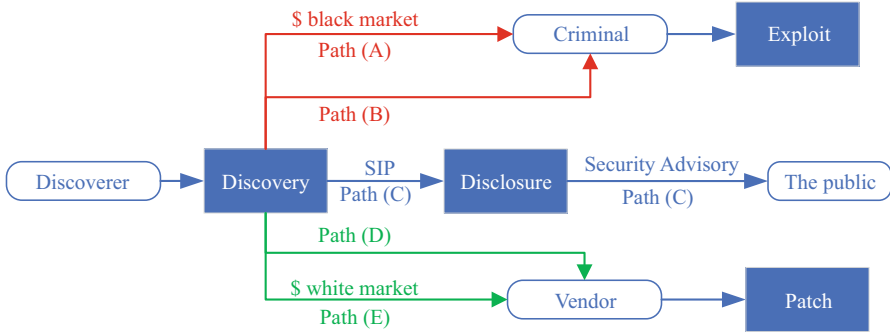 $ black market
Path (A)
Criminal
Exploit
Path (B)
Discoverer
Discovery
SIP
Path (C)
Disclosure
Security Advisory
Path (C)
The public
Path (D)
$ white market
Path (E)
Vendor
Patch